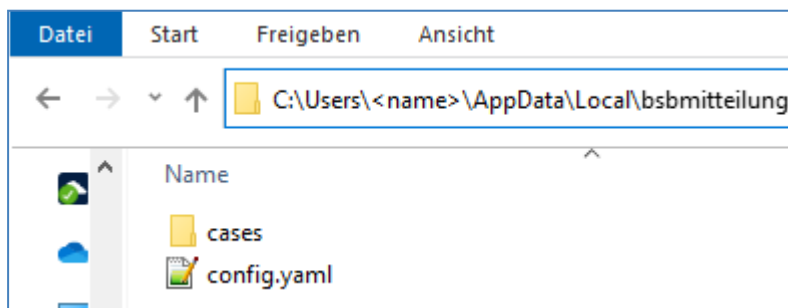 Datei Start Freigeben Ansicht
C:\Users\<name>\AppData\Local\bsbmitteilung
Name
cases
config.yaml